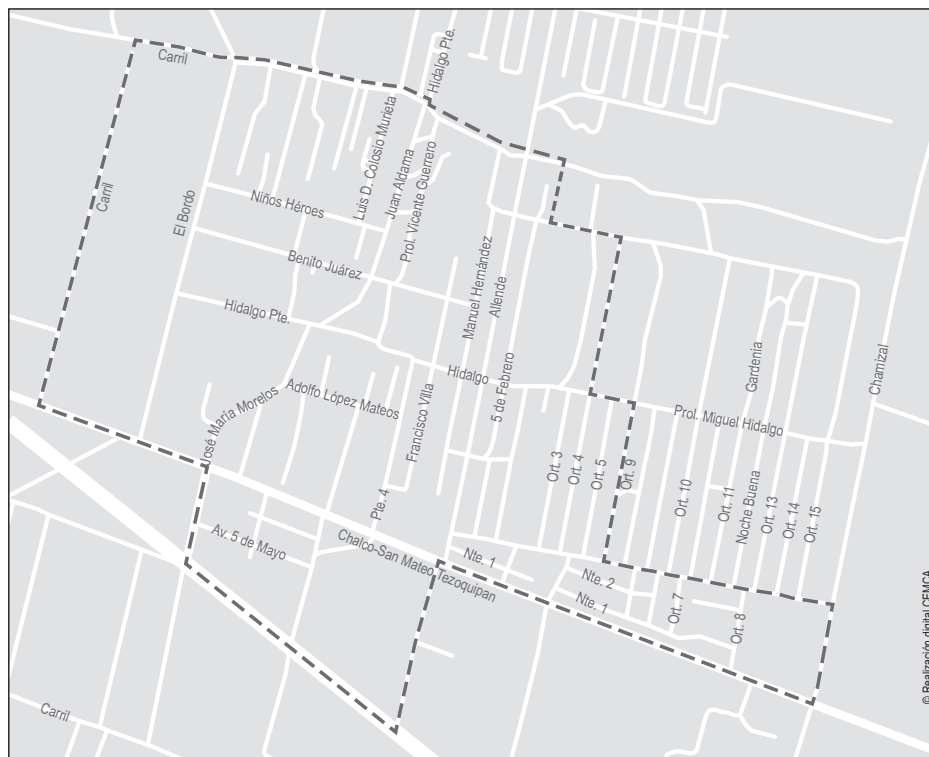 Carril
Hidalgo Pte.
Carril
El Bordo
Niños Héroes
Luis D. Colosio Murieta
Juan Aldama
Prol. Vicente Guerrero
Benito Juárez
Hidalgo Pte.
Manuel Hernández
Allende
Hidalgo
5 de Febrero
José María Morelos
Adolfo López Mateos
Francisco Villa
Gardenia
Chamizal
Prol. Miguel Hidalgo
Ort. 3
Ort. 4
Ort. 5
Ort. 9
Ort. 10
Ort. 11
Noche Buena
Ort. 13
Ort. 14
Ort. 15
Pte. 4
Av. 5 de Mayo
Chalco-San Mateo Tezoquipan
Nte. 1
Nte. 2
Nte. 1
Ort. 7
Ort. 8
Carril
© Realización digital CEMCA